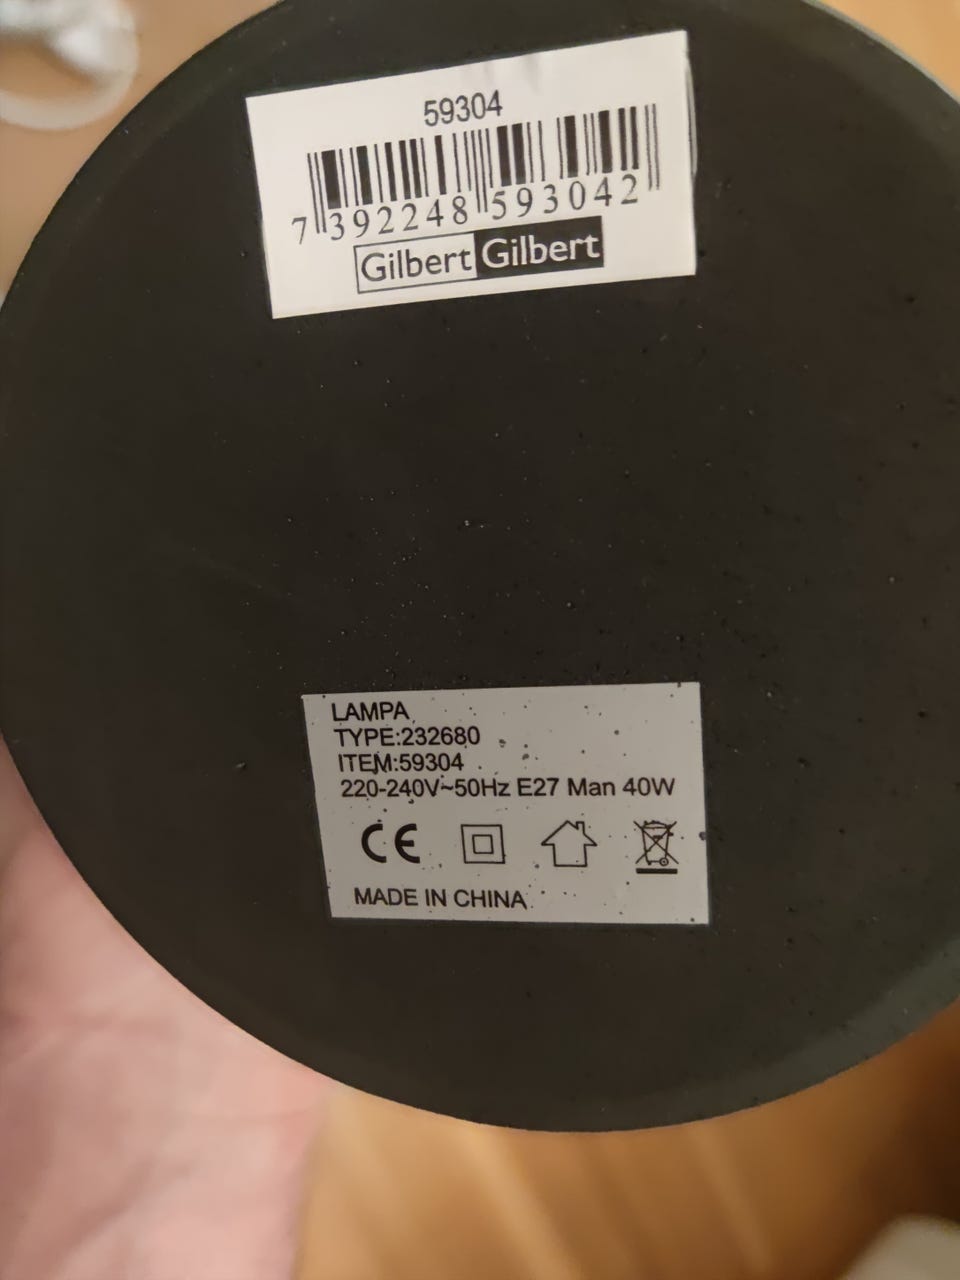 59304
7 392248 593042
Gilbert Gilbert
LAMPA
TYPE:232680
ITEM:59304
220-240V~50Hz E27 Man 40W
CE
MADE IN CHINA